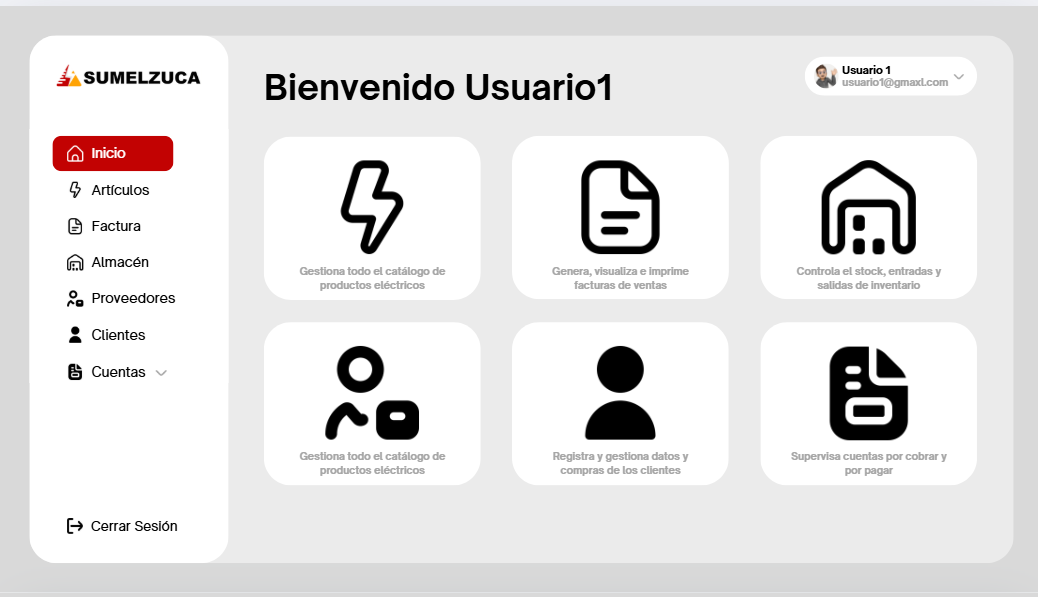 SUMELZUCA
Inicio
Artículos
Factura
Almacén
Proveedores
Clientes
Cuentas
Cerrar Sesión
Bienvenido Usuario1
Usuario 1
usuario1@gmaxl.com
Gestiona todo el catálogo de
productos eléctricos
Genera, visualiza e imprime
facturas de ventas
Controla el stock, entradas y
salidas de inventario
Gestiona todo el catálogo de
productos eléctricos
Registra y gestiona datos y
compras de los clientes
Supervisa cuentas por cobrar y
por pagar